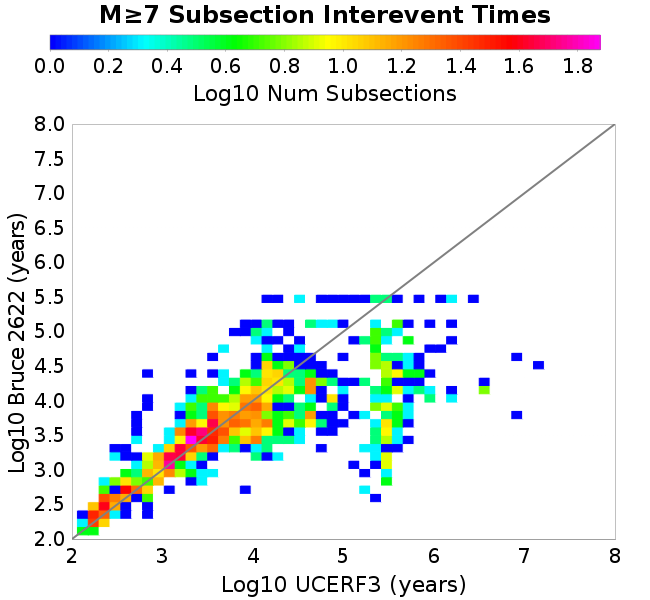 M≥7 Subsection Interevent Times
0.0 0.2 0.4 0.6 0.8 1.0 1.2 1.4 1.6 1.8
Log10 Num Subsections
8.0
7.5
7.0
6.5
6.0
5.5
5.0
4.5
4.0
3.5
3.0
2.5
2.0
Log10 Bruce 2622 (years)
2 3 4 5 6 7 8
Log10 UCERF3 (years)